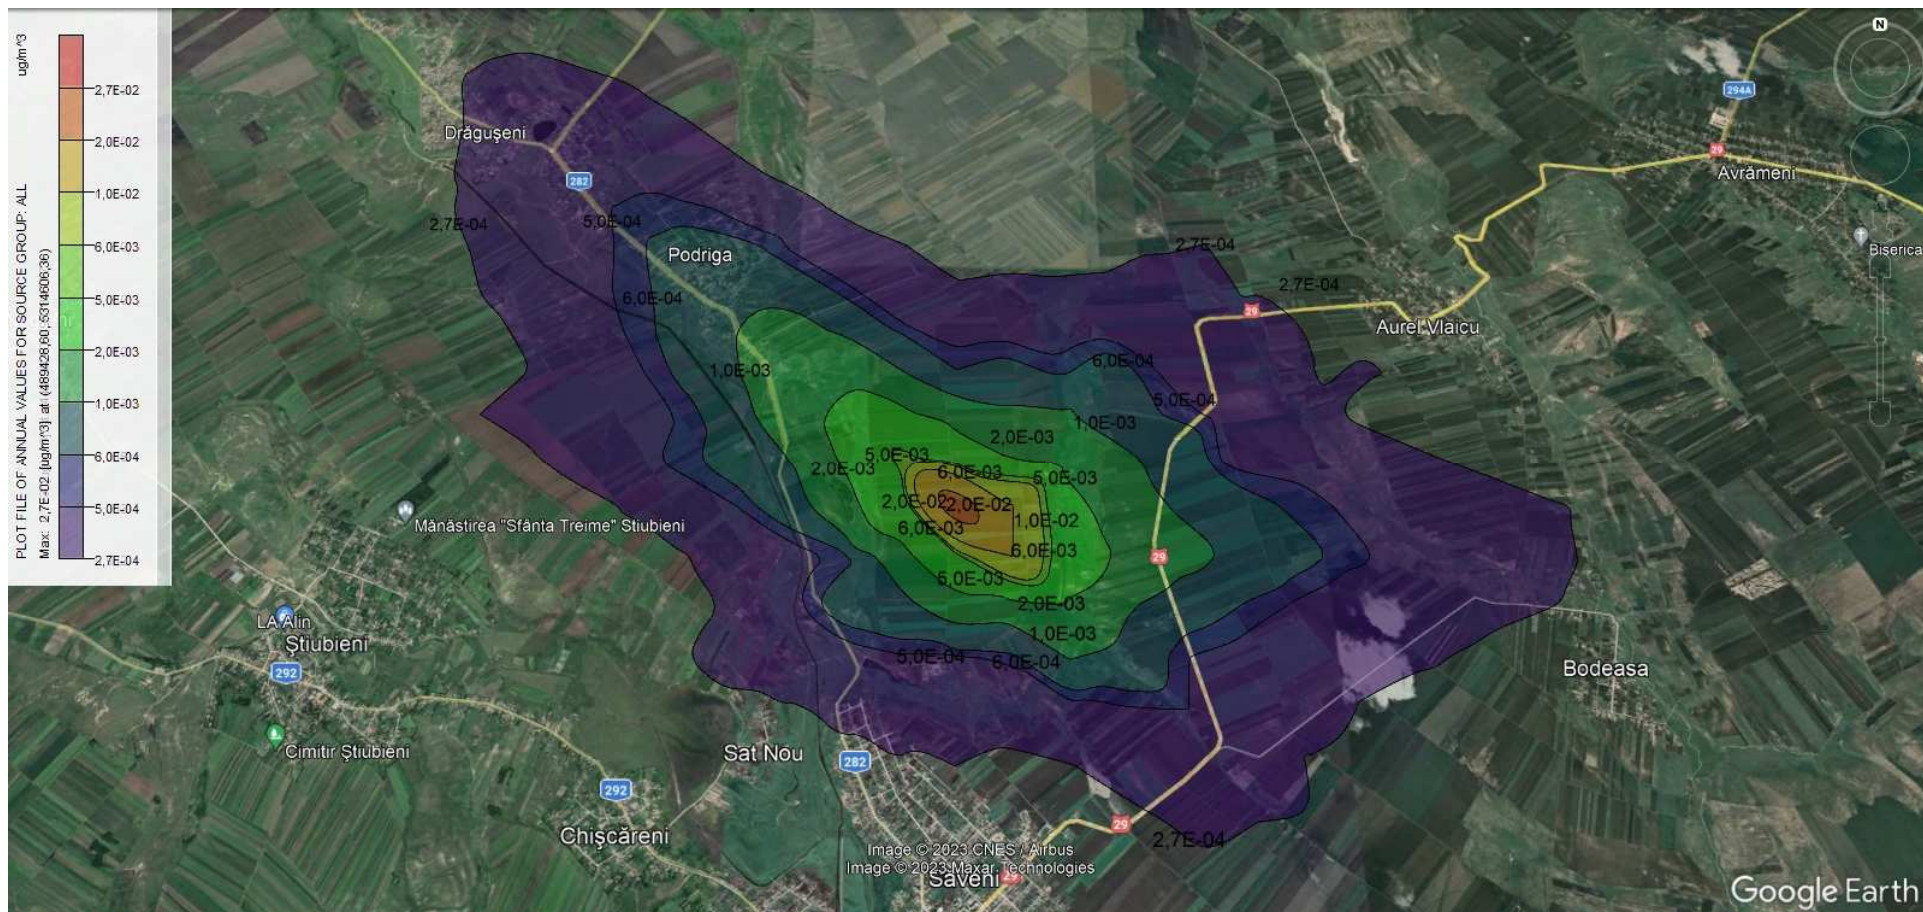 PLOT FILE OF ANNUAL VALUES FOR SOURCE GROUP: ALL
ug/m^3
Max: 2,7E-02 [ug/m^3] at (489428,60, 53146
2,7E-02
2,0E-02
1,0E-02
6,0E-03
5,0E-03
2,0E-03
1,0E-03
6,0E-04
5,0E-04
2,7E-04
N
294A
29
Avrămeni
Biserica
Drăgușeni
282
2,7E-04
5,0E-04
Podriga
2,7E-04
2,7E-04
6,0E-04
29
Aurel Vlaicu
1,0E-03
6,0E-04
5,0E-04
1,0E-03
2,0E-03
5,0E-03
2,0E-03
6,0E-03
5,0E-03
2,0E-02
2,0E-02
1,0E-02
6,0E-03
6,0E-03
29
5,0E-03
2,0E-03
1,0E-03
5,0E-04
6,0E-04
Mănăstirea "Sfânta Treime" Știubieni
LA Alin
Știubieni
292
Cimitir Știubieni
Bodeasa
Sat Nou
282
292
Chișcăreni
29
2,7E-04
Image © 2023 CNES / Airbus
Image © 2023 Maxar Technologies
Săveni
29
Google Earth